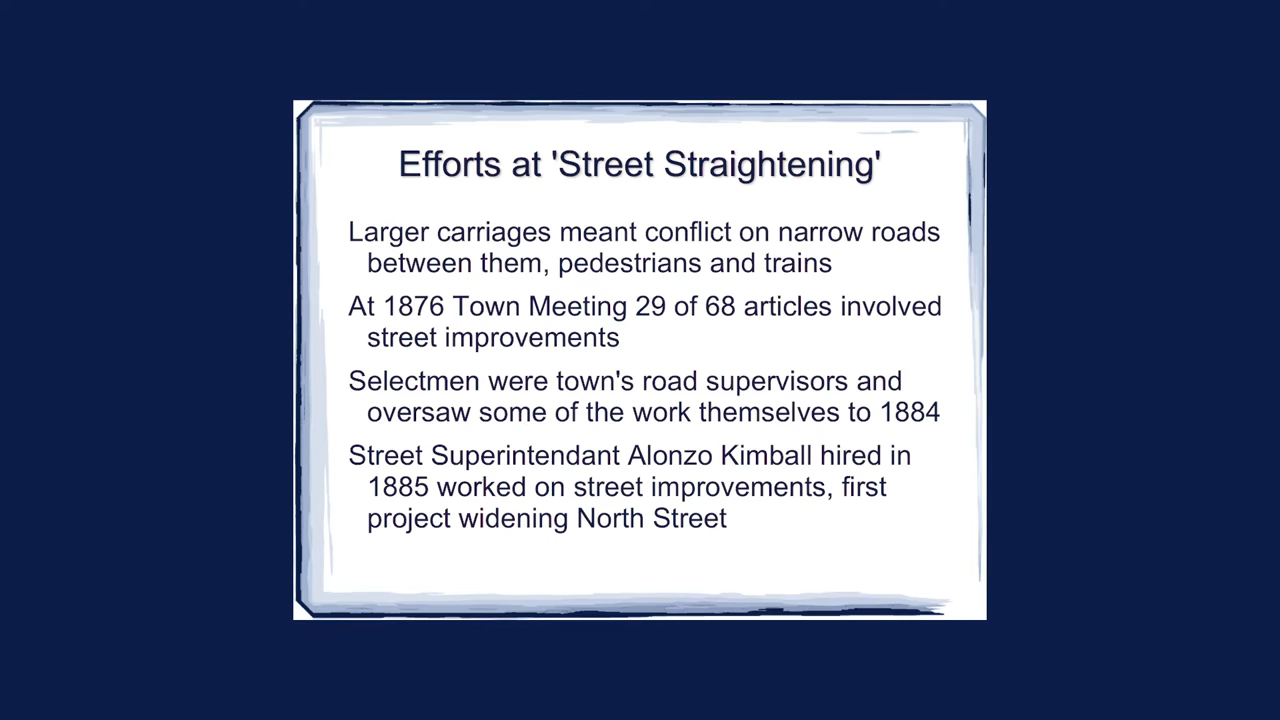 Efforts at 'Street Straightening'
Larger carriages meant conflict on narrow roads
between them, pedestrians and trains
At 1876 Town Meeting 29 of 68 articles involved
street improvements
Selectmen were town's road supervisors and
oversaw some of the work themselves to 1884
Street Superintendant Alonzo Kimball hired in
1885 worked on street improvements, first
project widening North Street